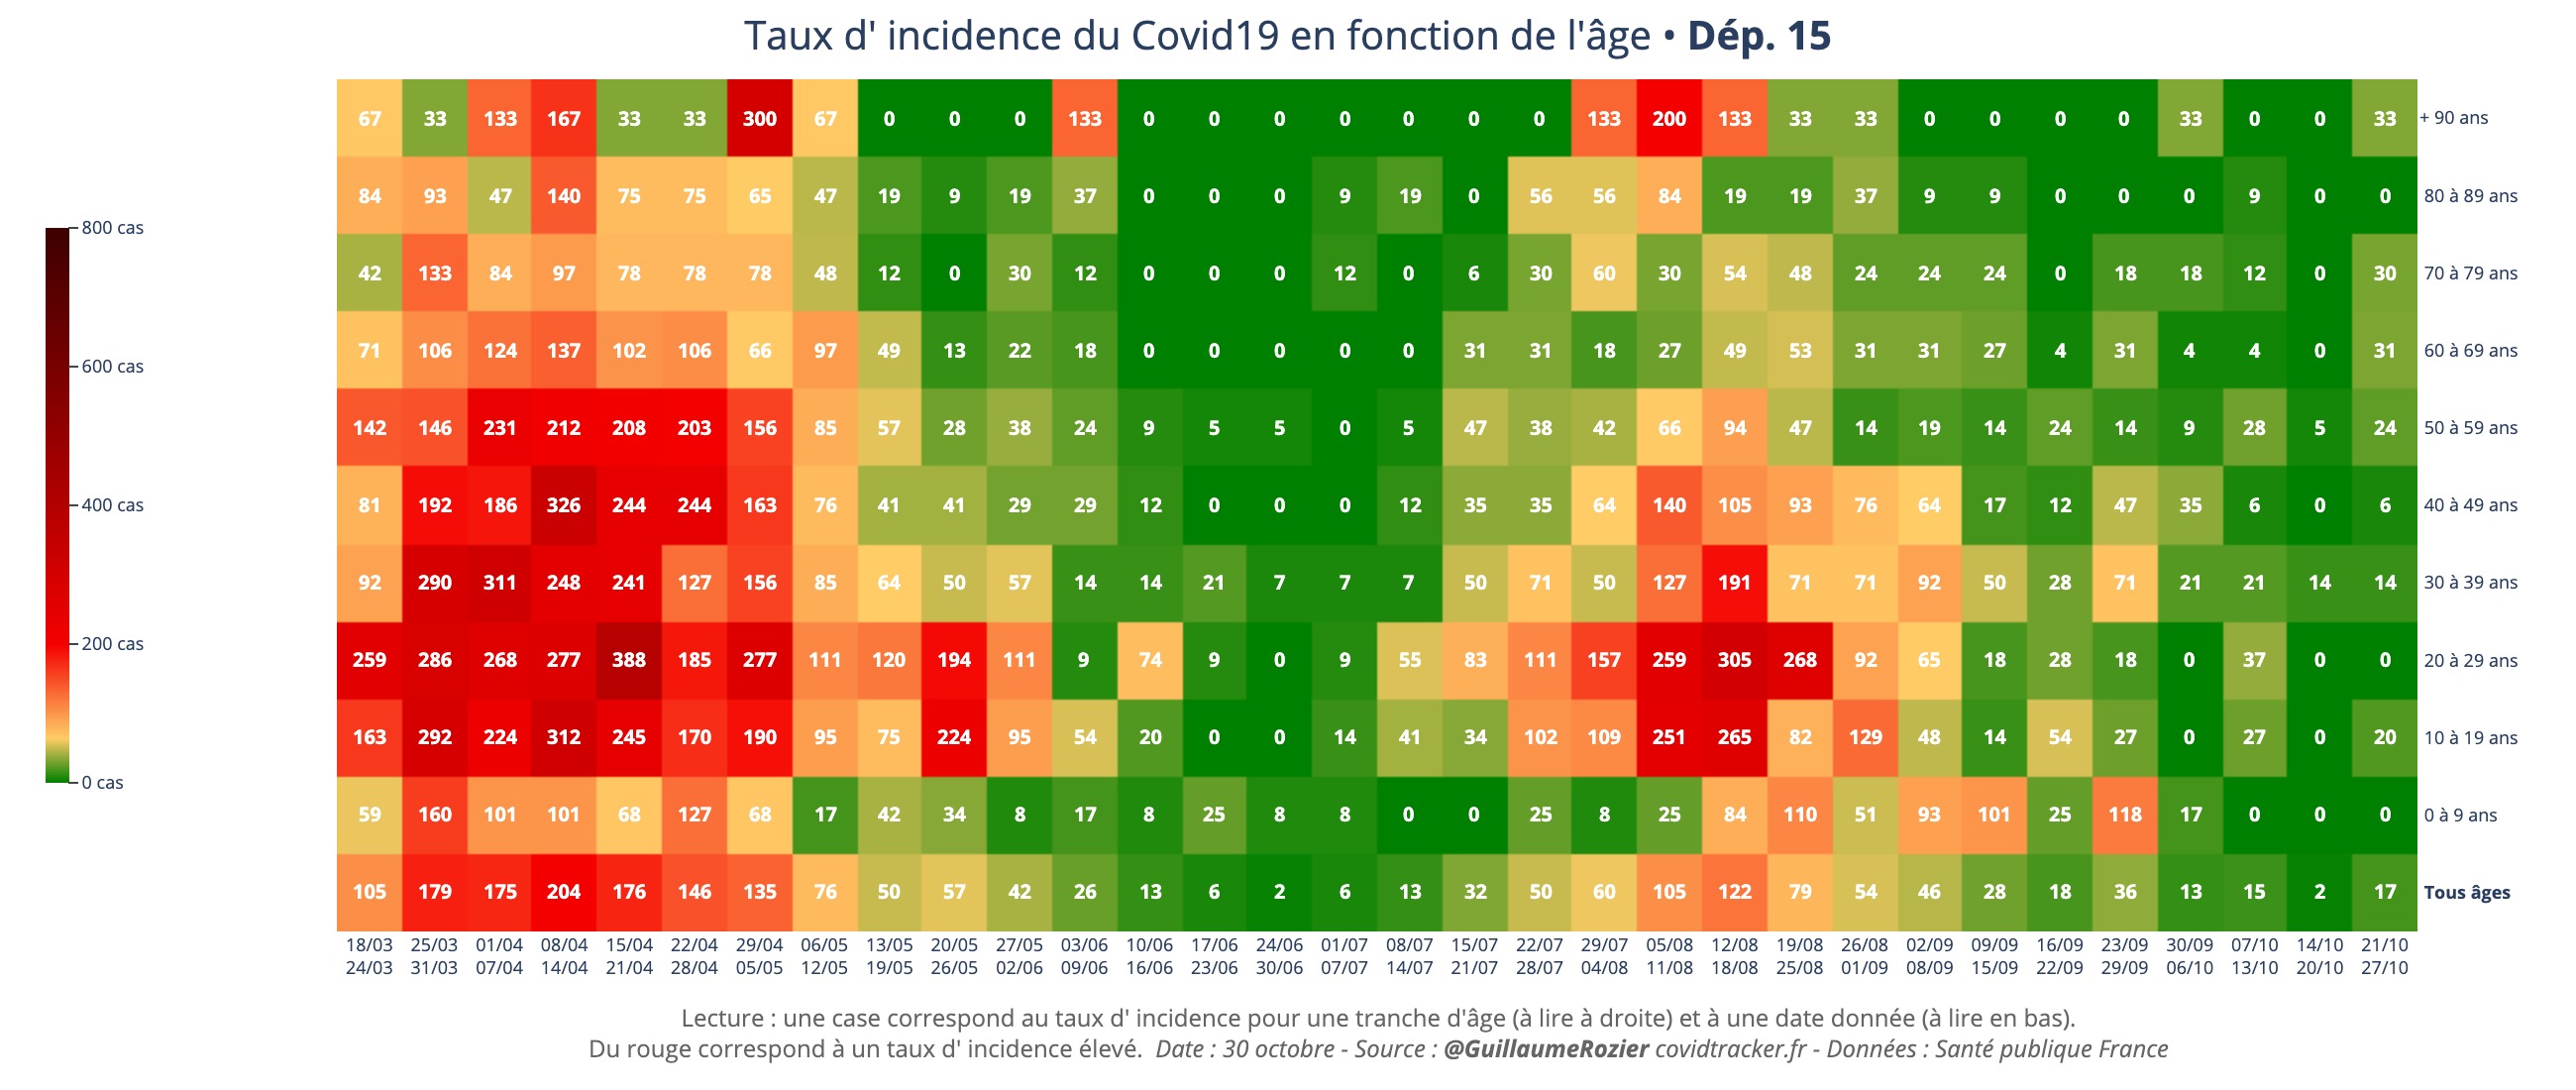 Taux d' incidence du Covid19 en fonction de l'âge • Dép. 15
800 cas
600 cas
400 cas
200 cas
0 cas
67 33 133 167 33 33 300 67 0 0 0 133 0 0 0 0 0 0 0 133 200 133 33 33 0 0 0 0 33 0 0 33 + 90 ans
84 93 47 140 75 75 65 47 19 9 19 37 0 0 0 9 19 0 56 56 84 19 19 37 9 9 0 0 0 9 0 0 80 à 89 ans
42 133 84 97 78 78 78 48 12 0 30 12 0 0 0 12 0 6 30 60 30 54 48 24 24 24 0 18 18 12 0 30 70 à 79 ans
71 106 124 137 102 106 66 97 49 13 22 18 0 0 0 0 0 31 31 18 27 49 53 31 31 27 4 31 4 4 0 31 60 à 69 ans
142 146 231 212 208 203 156 85 57 28 38 24 9 5 5 0 5 47 38 42 66 94 47 14 19 14 24 14 9 28 5 24 50 à 59 ans
81 192 186 326 244 244 163 76 41 41 29 29 12 0 0 0 12 35 35 64 140 105 93 76 64 17 12 47 35 6 0 6 40 à 49 ans
92 290 311 248 241 127 156 85 64 50 57 14 14 21 7 7 7 50 71 50 127 191 71 71 92 50 28 71 21 21 14 14 30 à 39 ans
259 286 268 277 388 185 277 111 120 194 111 9 74 9 0 9 55 83 111 157 259 305 268 92 65 18 28 18 0 37 0 0 20 à 29 ans
163 292 224 312 245 170 190 95 75 224 95 54 20 0 0 14 41 34 102 109 251 265 82 129 48 14 54 27 0 27 0 20 10 à 19 ans
59 160 101 101 68 127 68 17 42 34 8 17 8 25 8 8 0 0 25 8 25 84 110 51 93 101 25 118 17 0 0 0 0 à 9 ans
105 179 175 204 176 146 135 76 50 57 42 26 13 6 2 6 13 32 50 60 105 122 79 54 46 28 18 36 13 15 2 17 Tous âges
18/03 25/03 01/04 08/04 15/04 22/04 29/04 06/05 13/05 20/05 27/05 03/06 10/06 17/06 24/06 01/07 08/07 15/07 22/07 29/07 05/08 12/08 19/08 26/08 02/09 09/09 16/09 23/09 30/09 07/10 14/10 21/10
24/03 31/03 07/04 14/04 21/04 28/04 05/05 12/05 19/05 26/05 02/06 09/06 16/06 23/06 30/06 07/07 14/07 21/07 28/07 04/08 11/08 18/08 25/08 01/09 08/09 15/09 22/09 29/09 06/10 13/10 20/10 27/10
Lecture : une case correspond au taux d' incidence pour une tranche d'âge (à lire à droite) et à une date donnée (à lire en bas).
Du rouge correspond à un taux d' incidence élevé. Date : 30 octobre - Source : @GuillaumeRozier covidtracker.fr - Données : Santé publique France